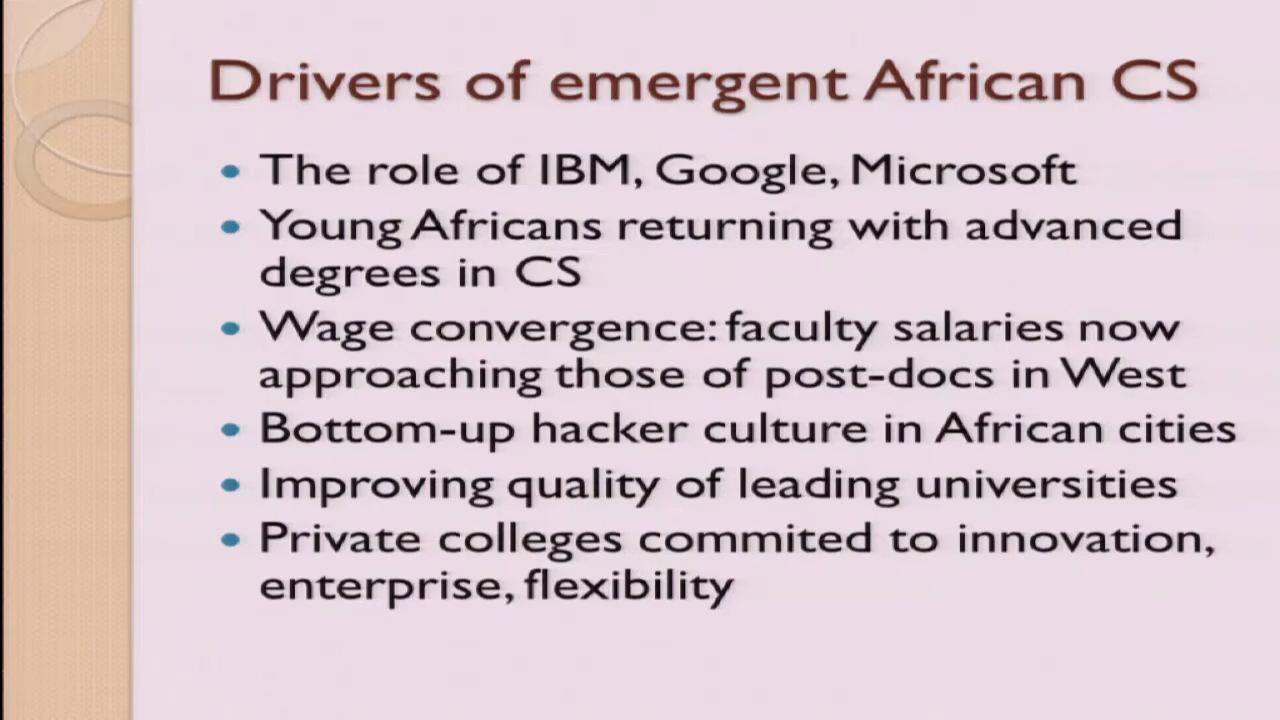 Drivers of emergent African CS
• The role of IBM, Google, Microsoft
• Young Africans returning with advanced
degrees in CS
• Wage convergence: faculty salaries now
approaching those of post-docs in West
• Bottom-up hacker culture in African cities
• Improving quality of leading universities
• Private colleges commited to innovation,
enterprise, flexibility